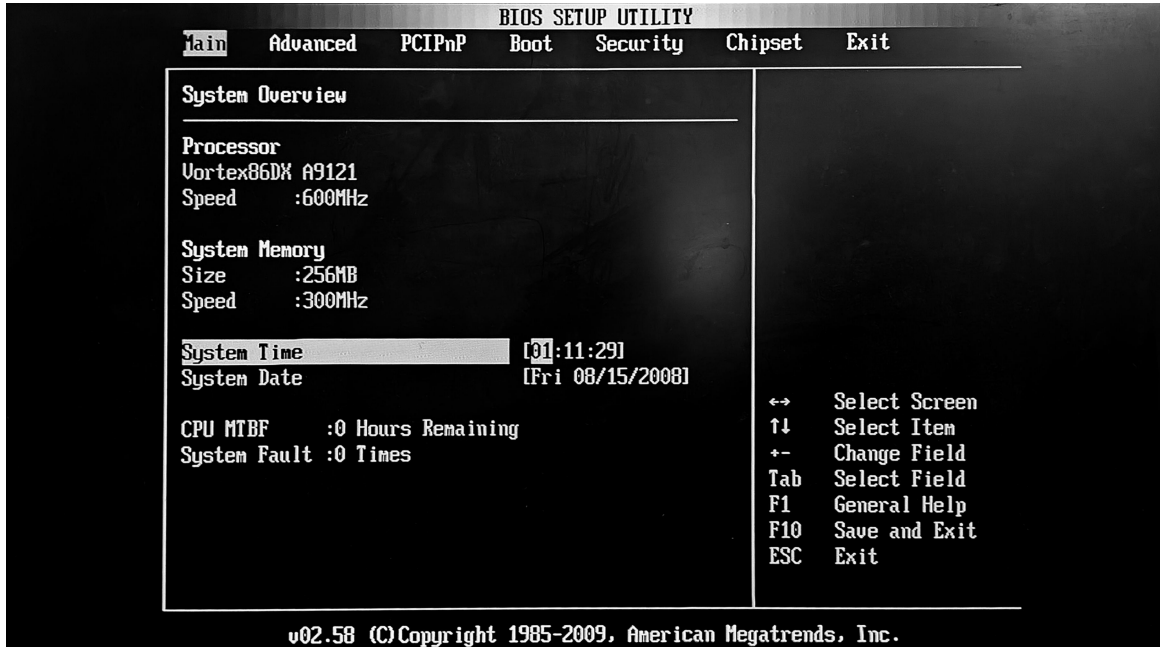 BIOS SETUP UTILITY
Main Advanced PCIPnP Boot Security Chipset Exit
System Overview
Processor
Vortex86DX A9121
Speed :600MHz
System Memory
Size :256MB
Speed :300MHz
System Time [01:11:29]
System Date [Fri 08/15/2008]
CPU MTBF :0 Hours Remaining
System Fault :0 Times
↔ Select Screen
↑↓ Select Item
+- Change Field
Tab Select Field
F1 General Help
F10 Save and Exit
ESC Exit
v02.58 (C)Copyright 1985-2009, American Megatrends, Inc.